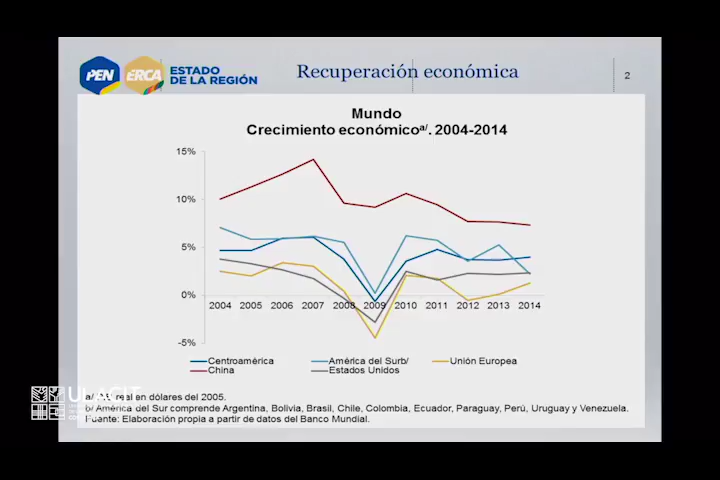 PEN ERCA
ESTADO
DE LA REGIÓN
Recuperación económica
2
Mundo
Crecimiento económicoa/. 2004-2014
15%
10%
5%
0%
-5%
2004 2005 2006 2007 2008 2009 2010 2011 2012 2013 2014
Centroamérica América del Surb/ Unión Europea
China Estados Unidos
ULACIT
real en dólares del 2005.
b/ América del Sur comprende Argentina, Bolivia, Brasil, Chile, Colombia, Ecuador, Paraguay, Perú, Uruguay y Venezuela.
Fuente: Elaboración propia a partir de datos del Banco Mundial.